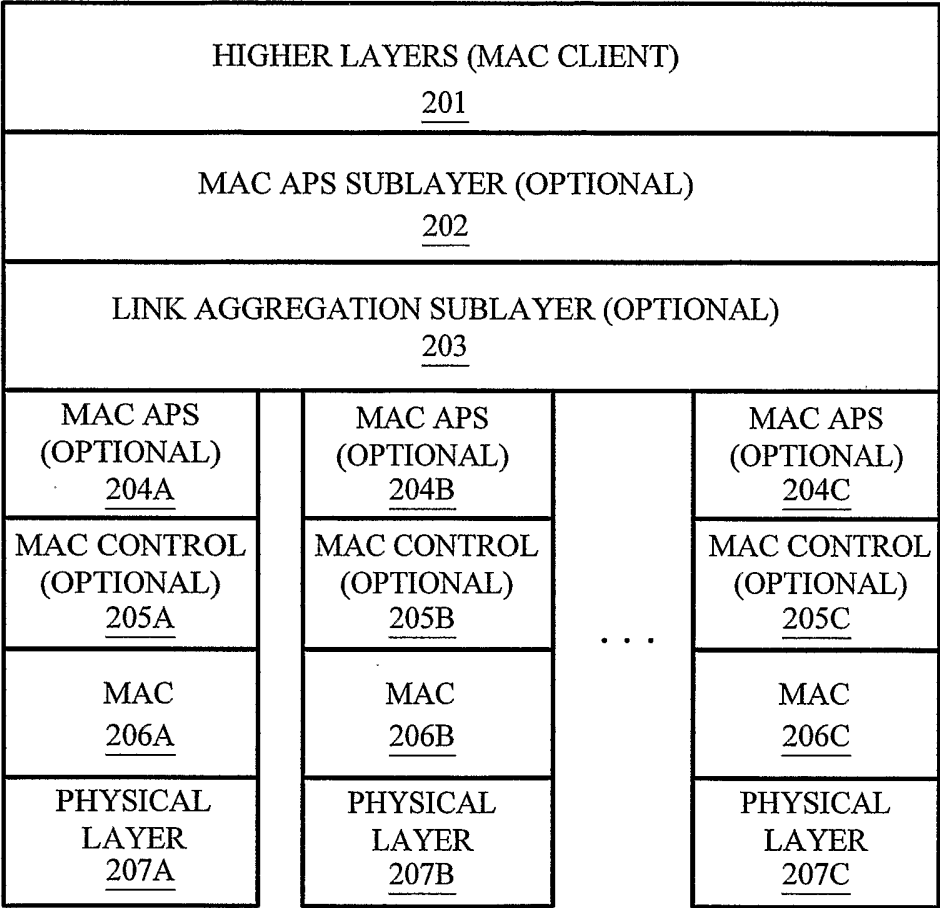 HIGHER LAYERS (MAC CLIENT)
201
MAC APS SUBLAYER (OPTIONAL)
202
LINK AGGREGATION SUBLAYER (OPTIONAL)
203
MAC APS
(OPTIONAL)
204A
MAC APS
(OPTIONAL)
204B
MAC APS
(OPTIONAL)
204C
MAC CONTROL
(OPTIONAL)
205A
MAC CONTROL
(OPTIONAL)
205B
MAC CONTROL
(OPTIONAL)
205C
. . .
MAC
206A
MAC
206B
MAC
206C
PHYSICAL
LAYER
207A
PHYSICAL
LAYER
207B
PHYSICAL
LAYER
207C